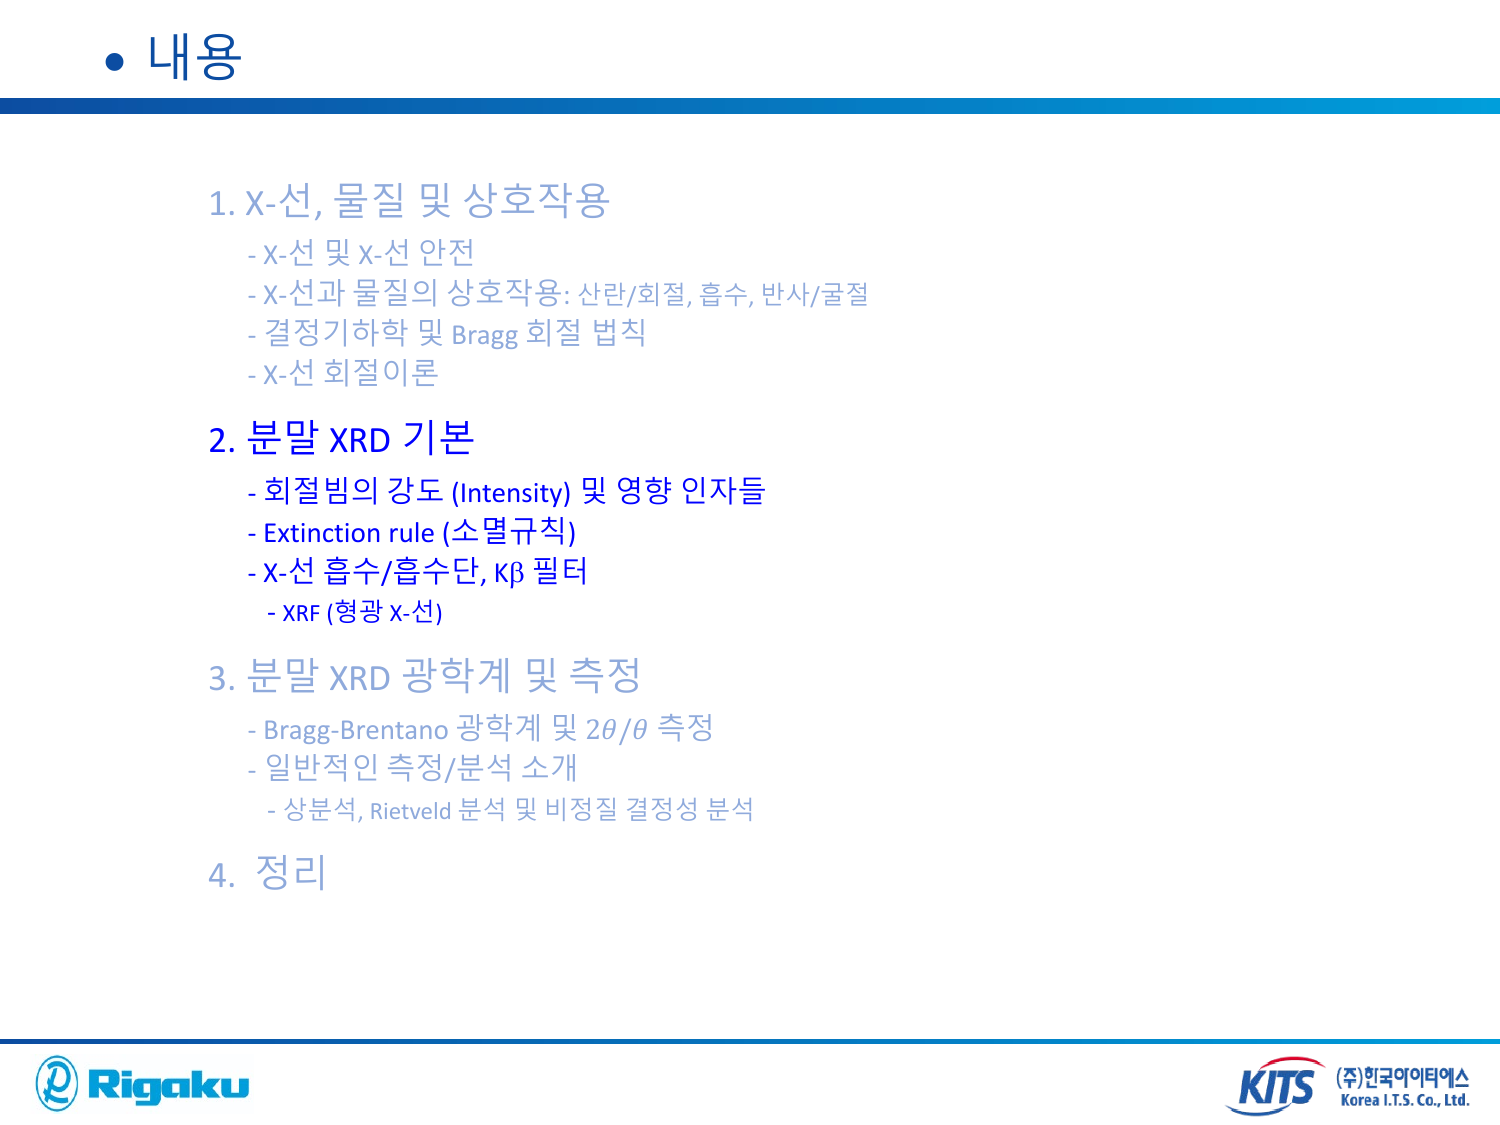 • 내용
1. X-선, 물질 및 상호작용
- X-선 및 X-선 안전
- X-선과 물질의 상호작용: 산란/회절, 흡수, 반사/굴절
- 결정기하학 및 Bragg 회절 법칙
- X-선 회절이론
2. 분말 XRD 기본
- 회절빔의 강도 (Intensity) 및 영향 인자들
- Extinction rule (소멸규칙)
- X-선 흡수/흡수단, Kβ 필터
- XRF (형광 X-선)
3. 분말 XRD 광학계 및 측정
- Bragg-Brentano 광학계 및 2θ/θ 측정
- 일반적인 측정/분석 소개
- 상분석, Rietveld 분석 및 비정질 결정성 분석
4. 정리
Rigaku
KITS (주)한국아이티에스
Korea I.T.S. Co., Ltd.